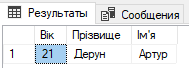 Результаты Сообщения
Вік Прізвище Ім'я
1 21 Дерун Артур